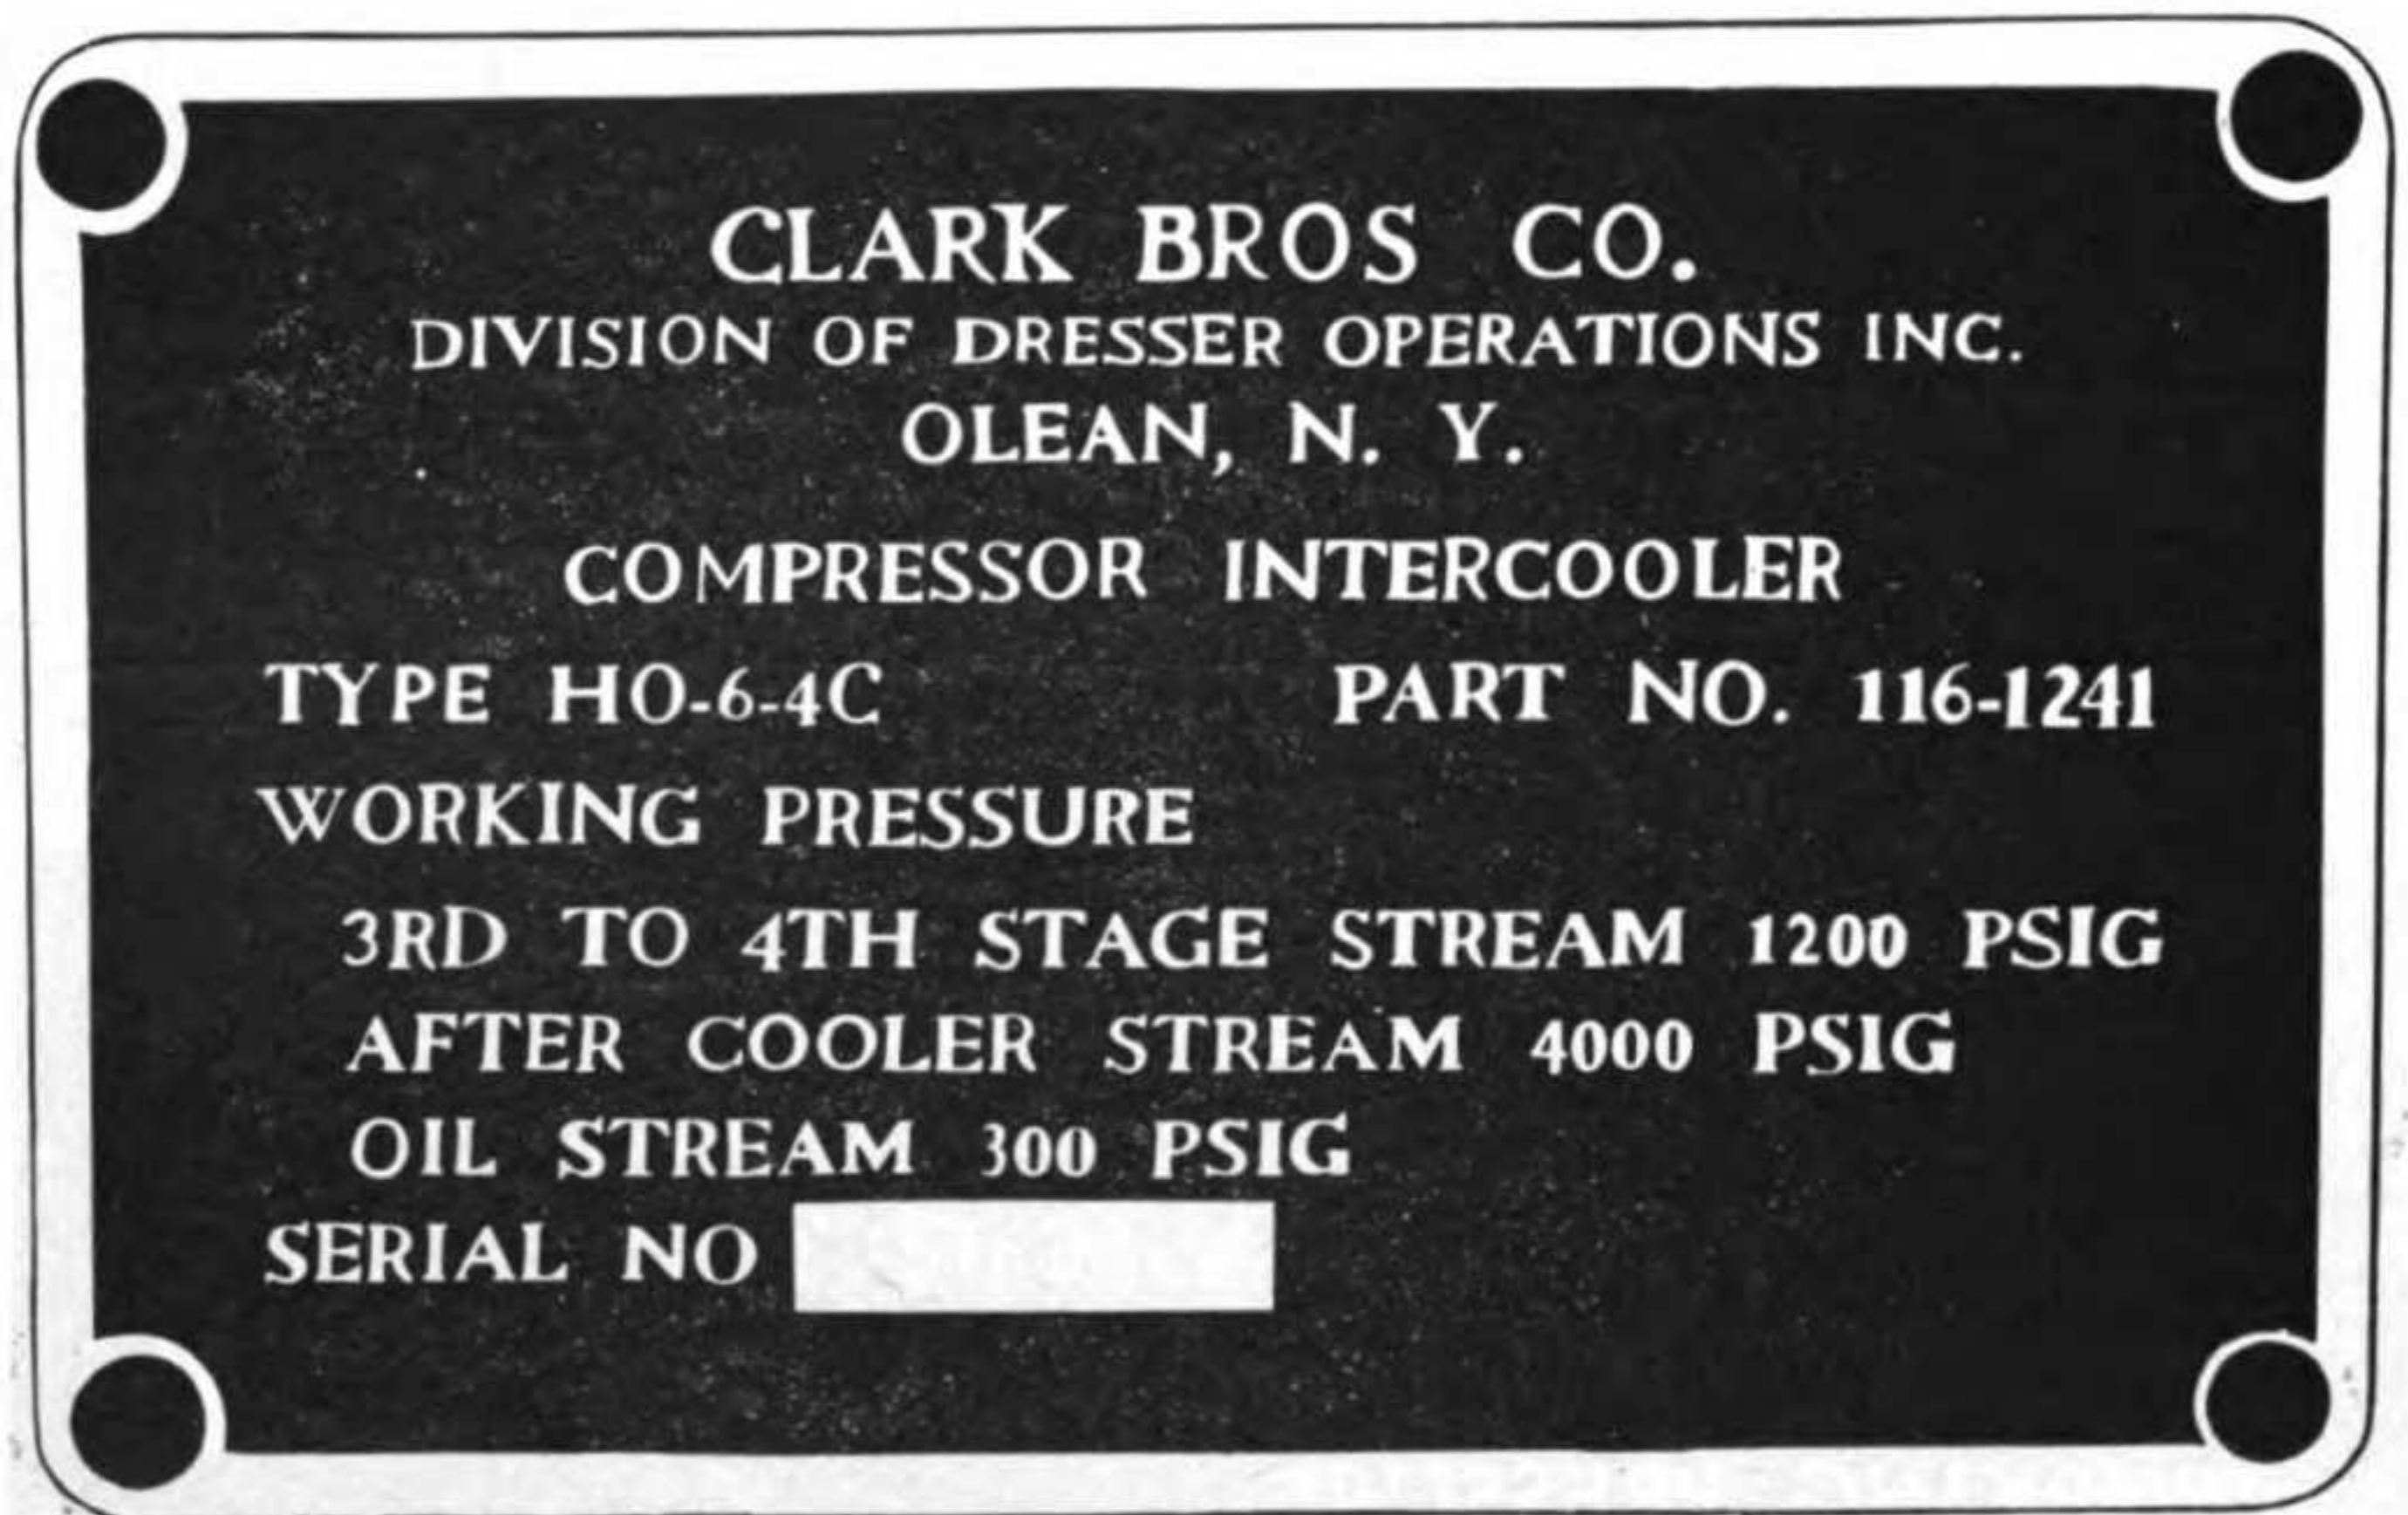 CLARK BROS CO.
DIVISION OF DRESSER OPERATIONS INC.
OLEAN, N. Y.
COMPRESSOR INTERCOOLER
TYPE HO-6-4C PART NO. 116-1241
WORKING PRESSURE
3RD TO 4TH STAGE STREAM 1200 PSIG
AFTER COOLER STREAM 4000 PSIG
OIL STREAM 300 PSIG
SERIAL NO